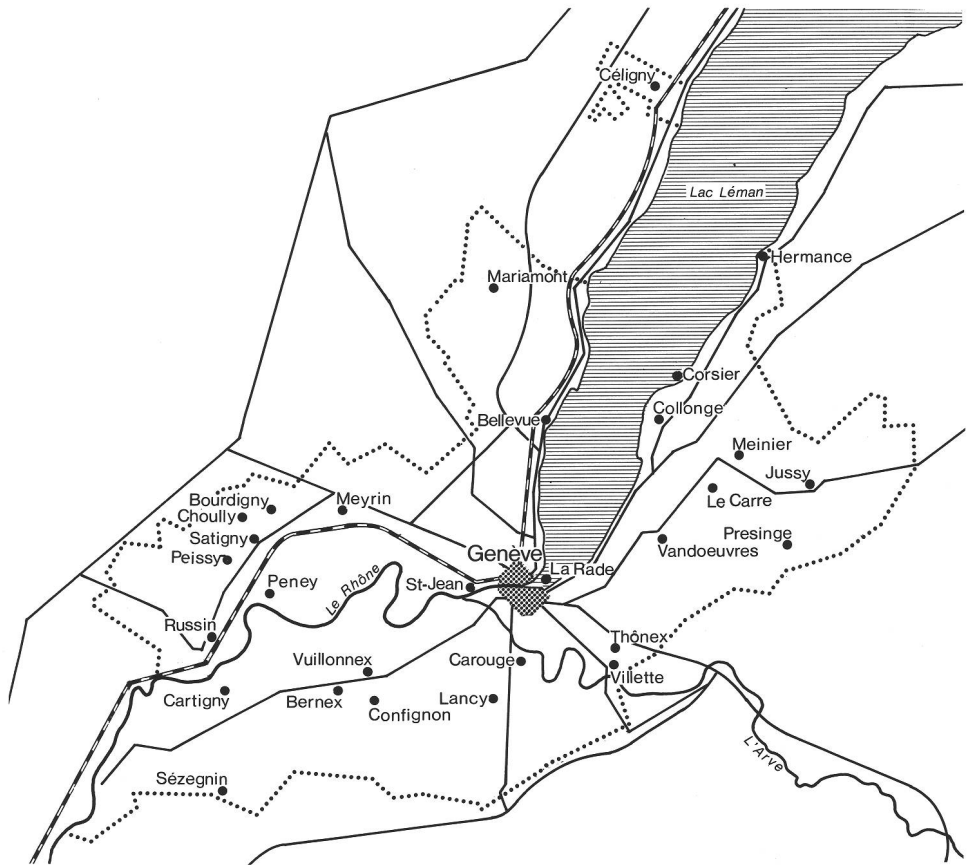 Céligny
Lac Léman
Hermance
Mariamont
Corsier
Collonge
Bellevue
Meinier
Jussy
Le Carre
Bourdigny
Meyrin
Choully
Satigny
Presinge
Vandoeuvres
Peissy
Genève
La Rade
St-Jean
Le Rhône
Peney
Russin
Thônex
Vuillonnex
Carouge
Villette
Cartigny
Bernex
Lancy
Confignon
L'Arve
Sézegnin